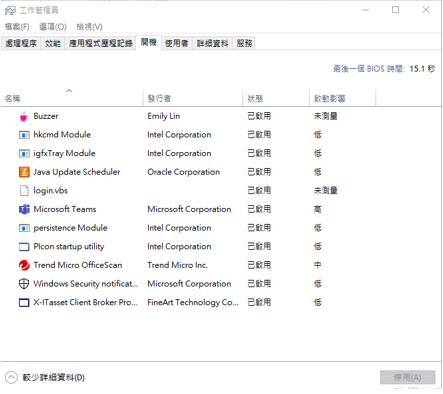 工作管理員
檔案(F) 選項(O) 檢視(V)
處理程序 效能 應用程式歷程記錄 開機 使用者 詳細資料 服務
最後一個 BIOS 時間: 15.1 秒
名稱 發行者 狀態 啟動影響
Buzzer Emily Lin 已啟用 未測量
hkcmd Module Intel Corporation 已啟用 低
igfxTray Module Intel Corporation 已啟用 低
Java Update Scheduler Oracle Corporation 已啟用 低
login.vbs 已啟用 未測量
Microsoft Teams Microsoft Corporation 已啟用 高
persistence Module Intel Corporation 已啟用 低
PIcon startup utility Intel Corporation 已啟用 低
Trend Micro OfficeScan Trend Micro Inc. 已啟用 中
Windows Security notificat... Microsoft Corporation 已啟用 低
X-ITasset Client Broker Pro... FineArt Technology Co... 已啟用 低
較少詳細資料(D) 停用(A)